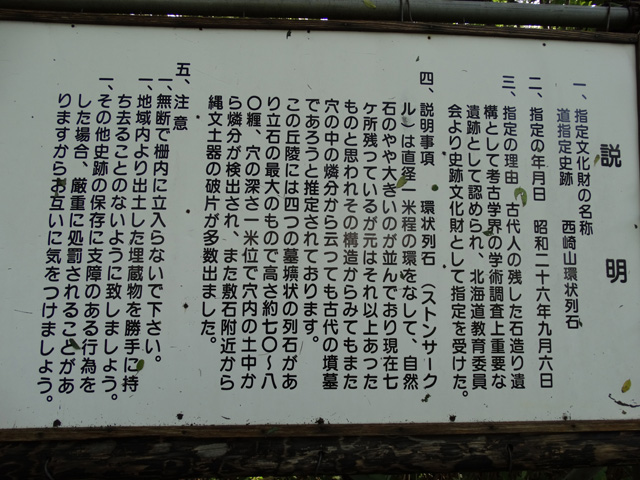 説明
一、指定文化財の名称
道指定史跡　西崎山環状列石
二、指定の年月日　昭和二十六年九月六日
三、指定の理由　古代人の残した石造り遺
構として考古学界の学術調査上重要な
遺跡として認められ、北海道教育委員
会より史跡文化財として指定を受けた。
四、説明事項　環状列石　（ストンサーク
ル）は直径一米程の環をなして、自然
石のやや大きいのが並んでおり現在七
ケ所残っているが元はそれ以上あった
ものと思われその構造からみてもまた
穴の中の燐分から云っても古代の墳墓
であろうと推定されております。
この丘陵には四つの墓壙状の列石があ
り立石の最大のもので高さ約七〇〜八
〇糎、穴の深さ一米位で穴内の土中か
ら燐分が検出され、また敷石附近から
縄文土器の破片が多数出ました。
五、注意
一、無断で柵内に立入らないで下さい。
一、地域内より出土した埋蔵物を勝手に持
ち去ることのないように致しましょう。
一、その他史跡の保存に支障のある行為を
した場合、厳重に処罰されることがあ
りますからお互いに気をつけましょう。